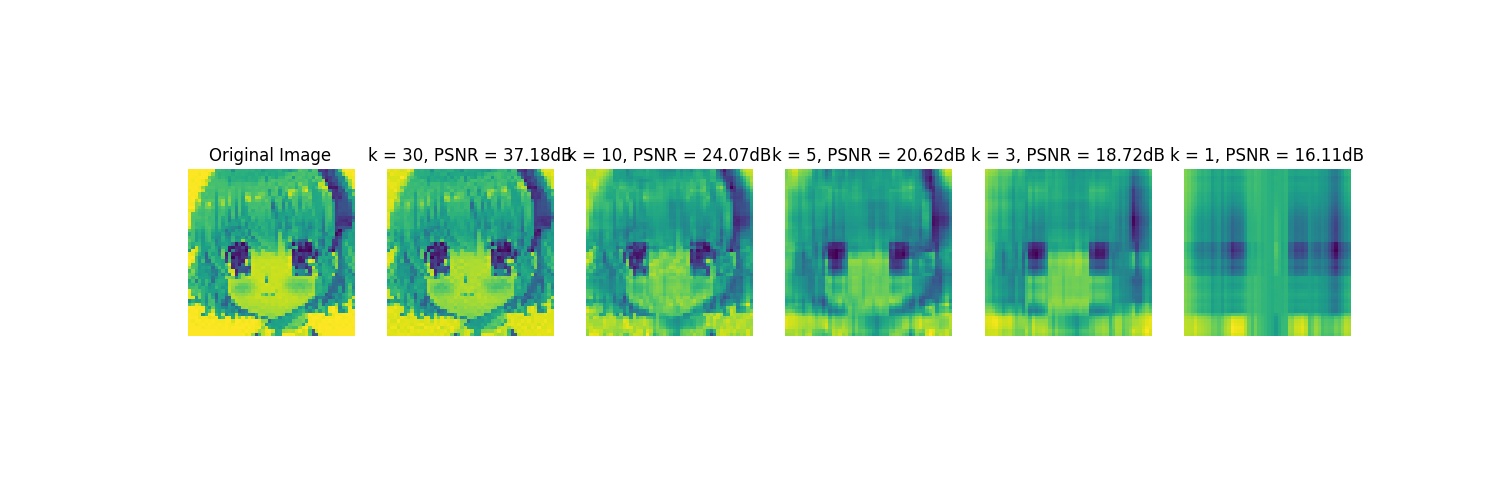 Original Image
k = 30, PSNR = 37.18dB
k = 10, PSNR = 24.07dB
k = 5, PSNR = 20.62dB
k = 3, PSNR = 18.72dB
k = 1, PSNR = 16.11dB